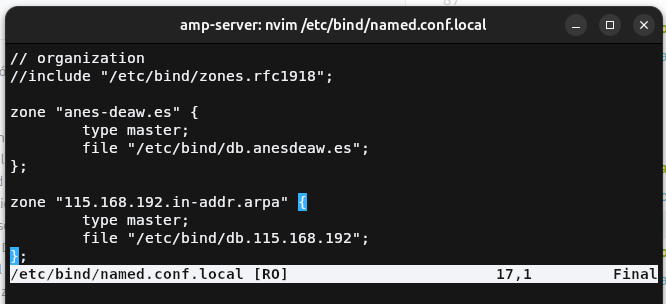 amp-server: nvim /etc/bind/named.conf.local
// organization
//include "/etc/bind/zones.rfc1918";
zone "anes-deaw.es" {
        type master;
        file "/etc/bind/db.anesdeaw.es";
};
zone "115.168.192.in-addr.arpa" {
        type master;
        file "/etc/bind/db.115.168.192";
};
/etc/bind/named.conf.local [RO] 17,1 Final